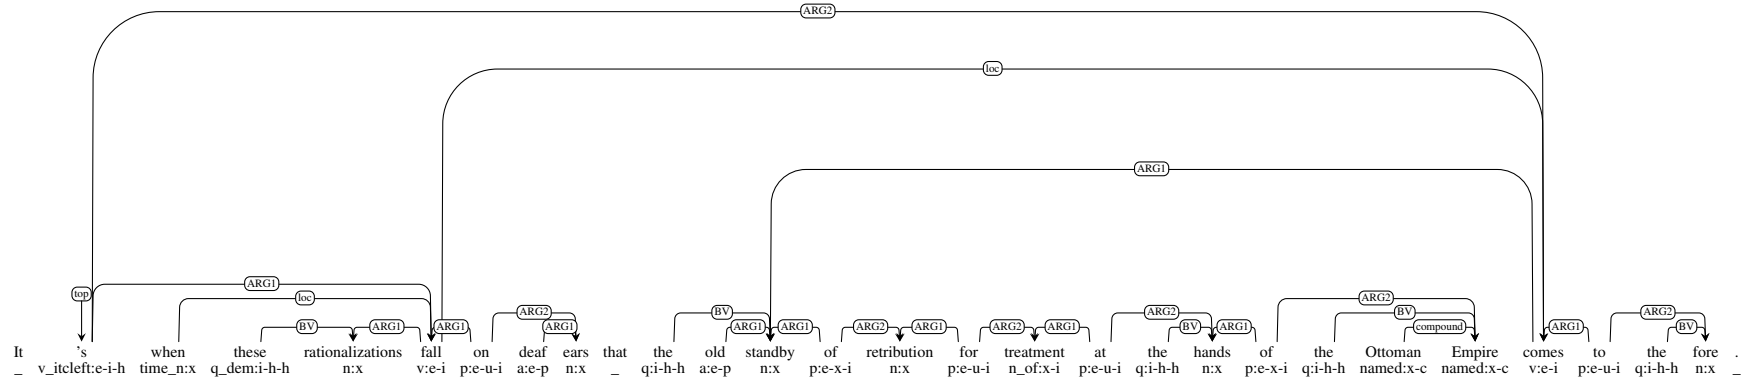 ARG2
loc
ARG1
top ARG1
loc ARG2 BV ARG2 ARG2 BV ARG2
BV ARG1 ARG1 ARG1 ARG1 ARG1 ARG2 ARG1 ARG2 ARG1 BV ARG1 compound ARG1 BV
It 's when these rationalizations fall on deaf ears that the old standby of retribution for treatment at the hands of the Ottoman Empire comes to the fore .
_ v_itcleft:e-i-h time_n:x q_dem:i-h-h n:x v:e-i p:e-u-i a:e-p n:x _ q:i-h-h a:e-p n:x p:e-x-i n:x p:e-u-i n_of:x-i p:e-u-i q:i-h-h n:x p:e-x-i q:i-h-h named:x-c named:x-c v:e-i p:e-u-i q:i-h-h n:x _